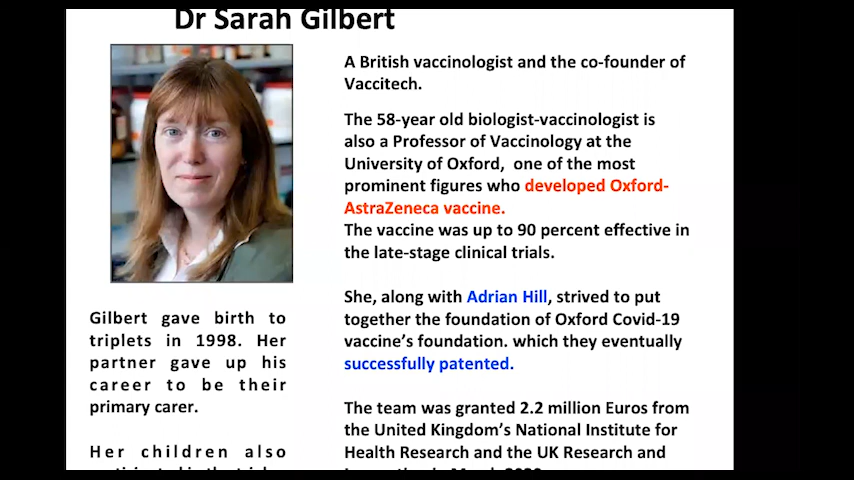 Dr Sarah Gilbert
A British vaccinologist and the co-founder of
Vaccitech.
The 58-year old biologist-vaccinologist is
also a Professor of Vaccinology at the
University of Oxford, one of the most
prominent figures who developed Oxford-
AstraZeneca vaccine.
The vaccine was up to 90 percent effective in
the late-stage clinical trials.
She, along with Adrian Hill, strived to put
together the foundation of Oxford Covid-19
vaccine's foundation. which they eventually
successfully patented.
The team was granted 2.2 million Euros from
the United Kingdom's National Institute for
Health Research and the UK Research and
Gilbert gave birth to
triplets in 1998. Her
partner gave up his
career to be their
primary carer.
Her children also